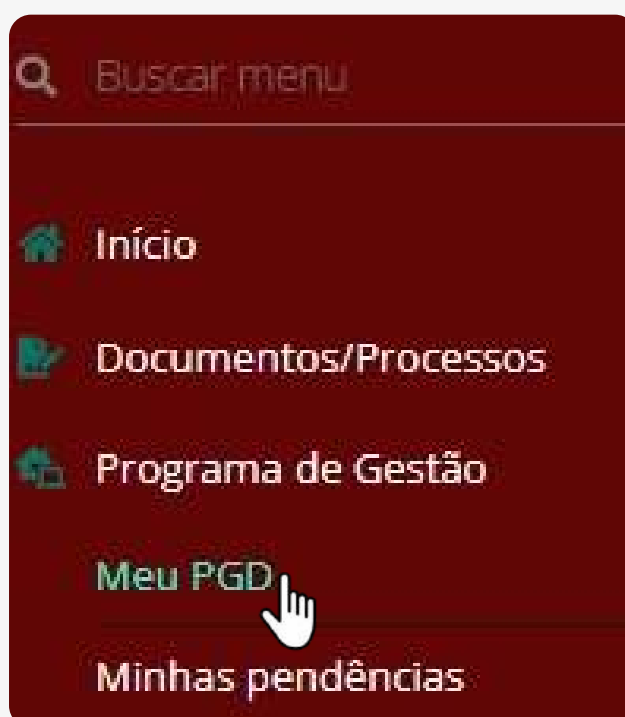 Buscar menu
Início
Documentos/Processos
Programa de Gestão
Meu PGD
Minhas pendências